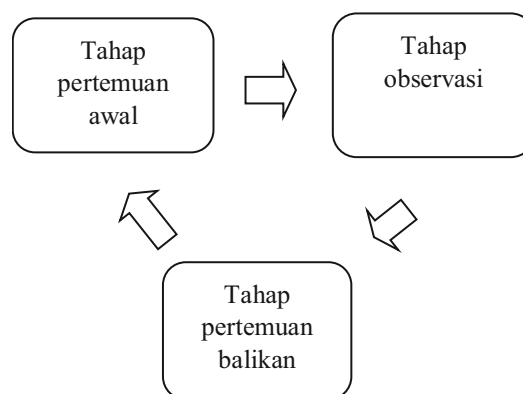 Tahap
pertemuan
awal
Tahap
observasi
Tahap
pertemuan
balikan